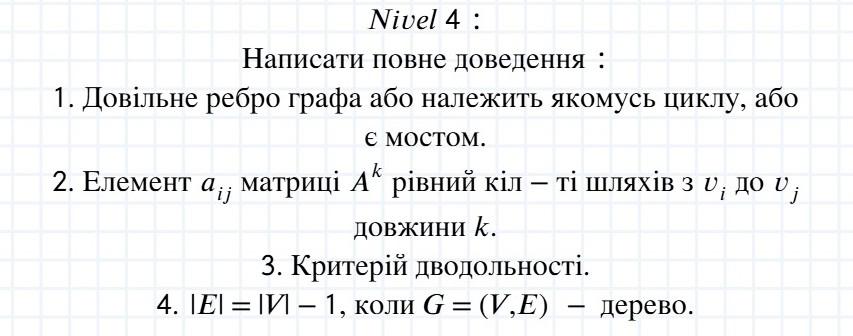 Nivel 4 :
Написати повне доведення :
1. Довільне ребро графа або належить якомусь циклу, або
є мостом.
2. Елемент a_{ij} матриці A^k рівний кіл – ті шляхів з v_i до v_j
довжини k.
3. Критерій дводольності.
4. |E| = |V| – 1, коли G = (V,E) – дерево.